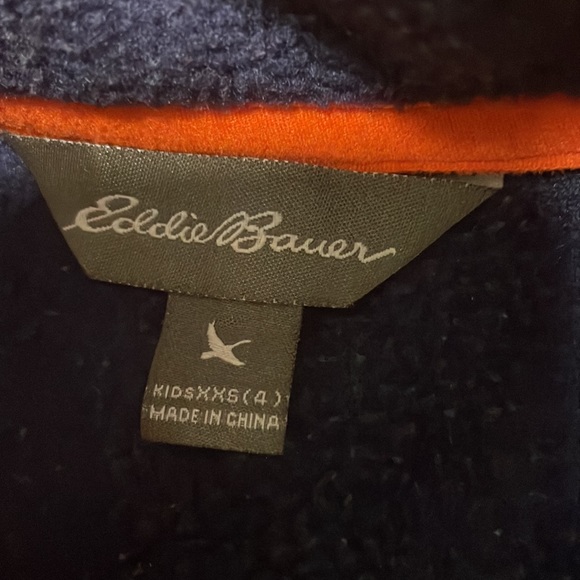 Eddie Bauer
KIDS XXS (4)
MADE IN CHINA